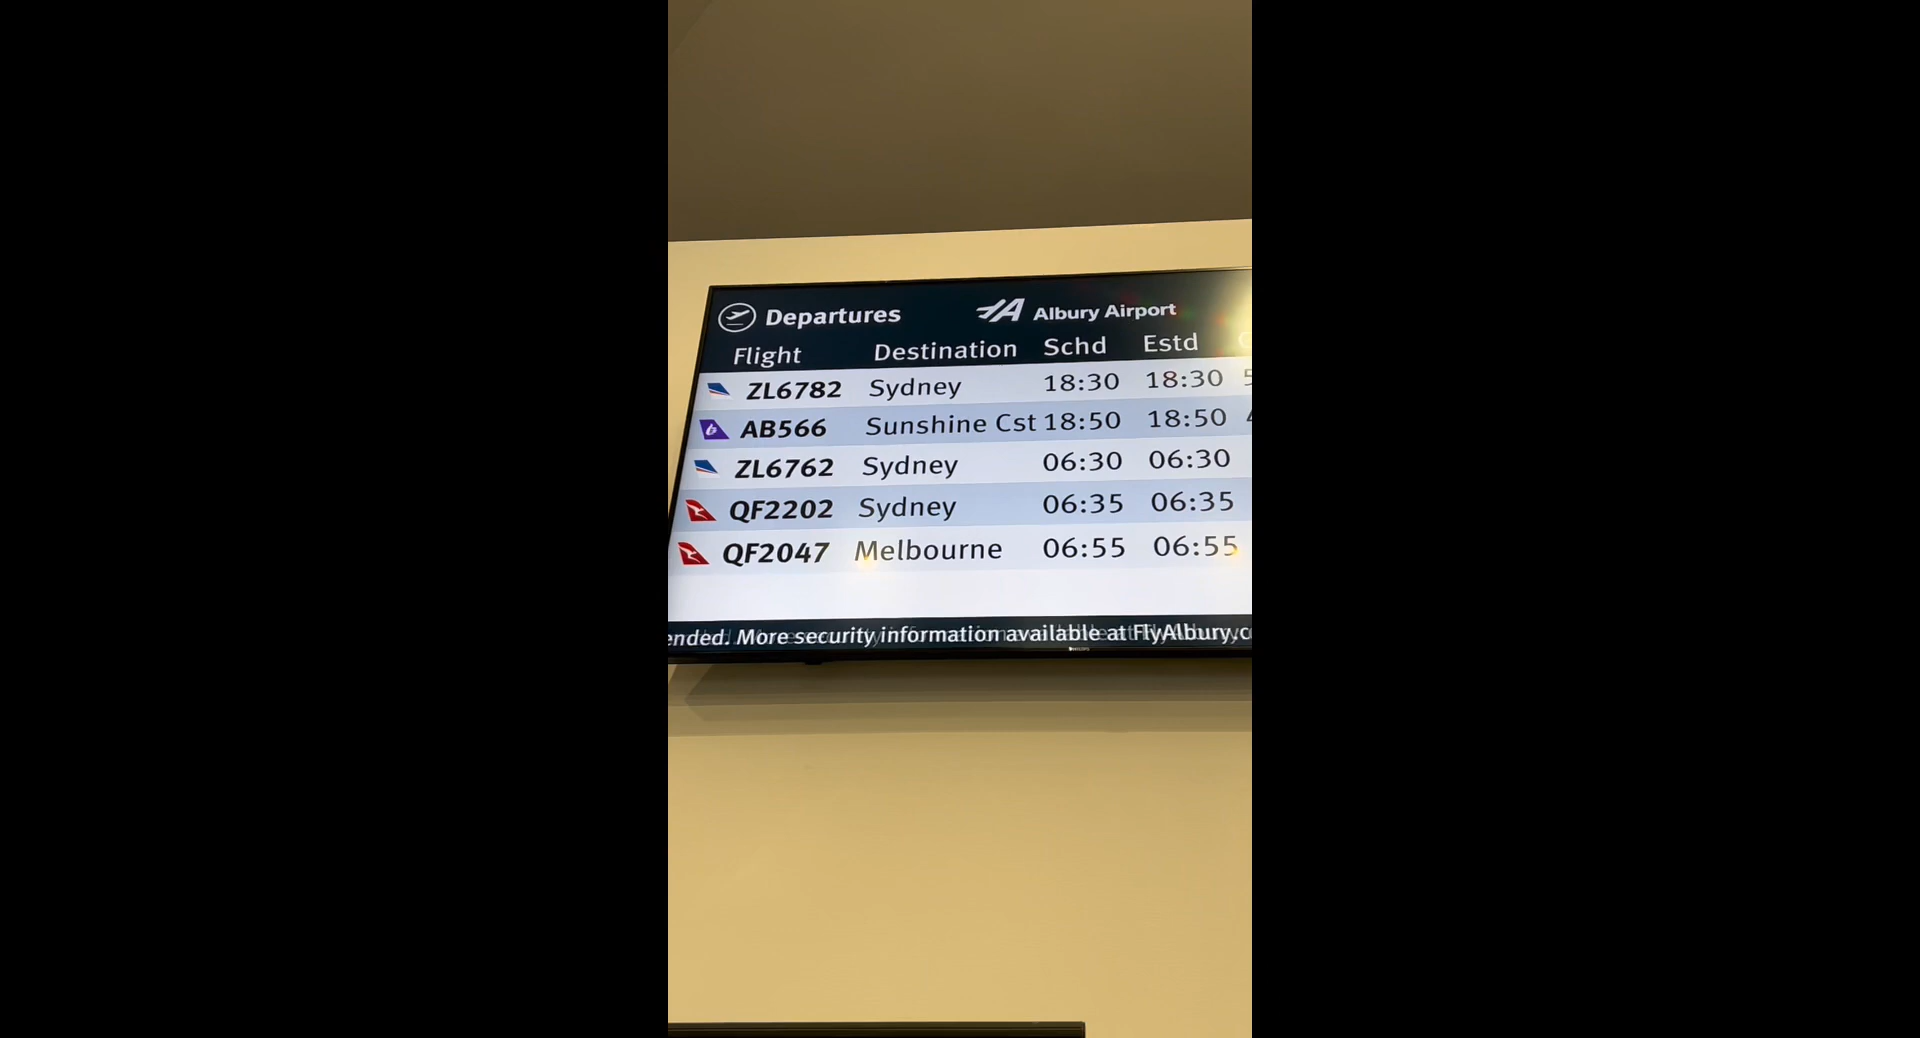 Departures Albury Airport
Flight Destination Schd Estd
ZL6782 Sydney 18:30 18:30
AB566 Sunshine Cst 18:50 18:50
ZL6762 Sydney 06:30 06:30
QF2202 Sydney 06:35 06:35
QF2047 Melbourne 06:55 06:55
ended. More security information available at FlyAlbury.c